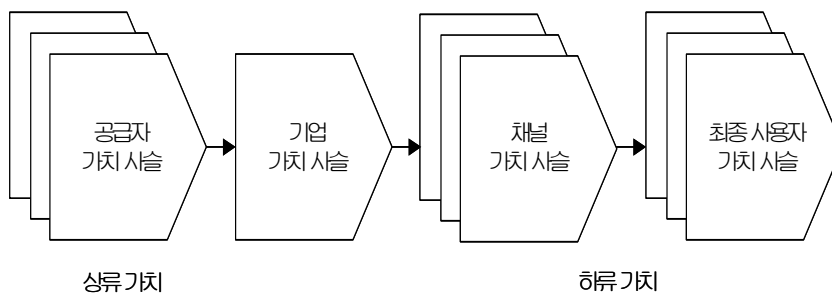 공급자
가치 사슬
기업
가치 사슬
채널
가치 사슬
최종 사용자
가치 사슬
상류 가치
하류 가치